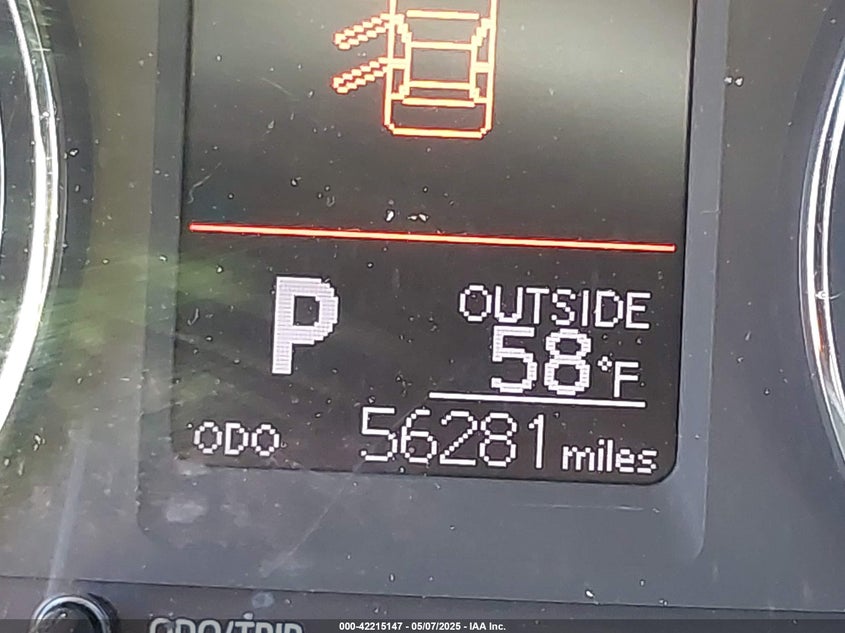 P
OUTSIDE
58°F
ODO 56281 miles
ODO/TRIP
000-42215147 - 05/07/2025 - IAA Inc.